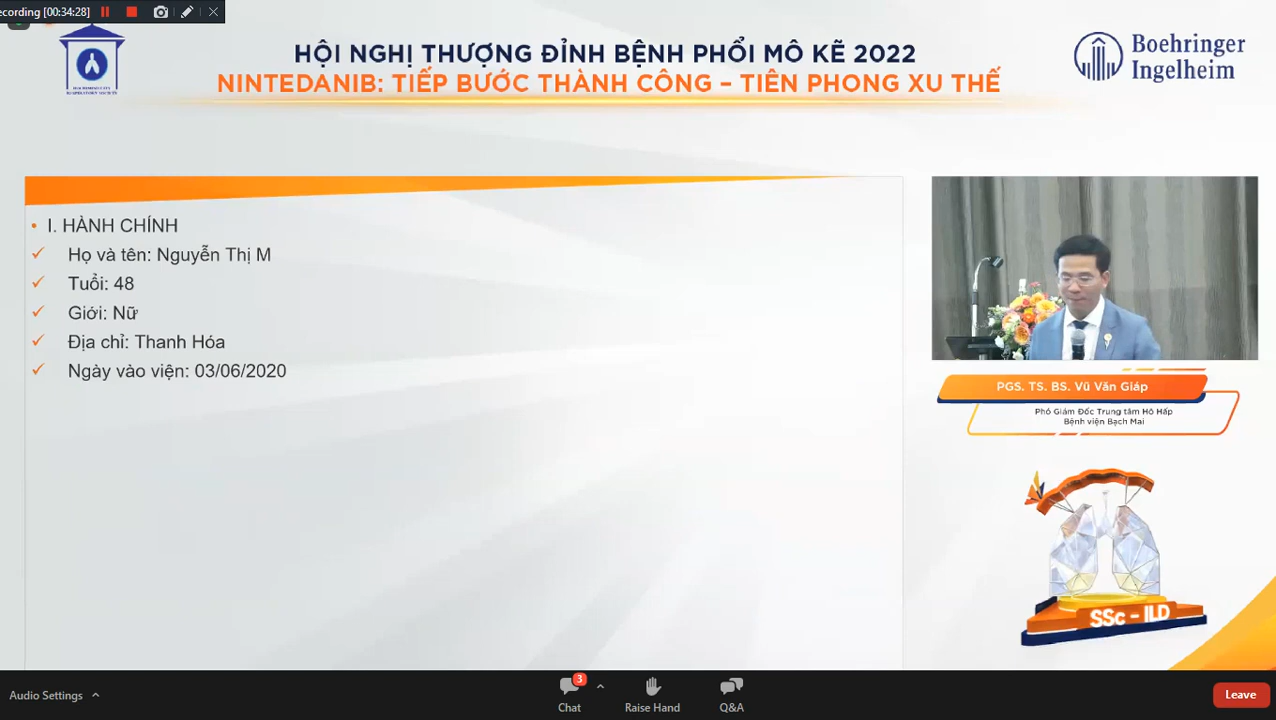 ecording [00:34:28]
HỘI NGHỊ THƯỢNG ĐỈNH BỆNH PHỔI MÔ KẼ 2022
NINTEDANIB: TIẾP BƯỚC THÀNH CÔNG – TIÊN PHONG XU THẾ
Boehringer
Ingelheim
• I. HÀNH CHÍNH
✓ Họ và tên: Nguyễn Thị M
✓ Tuổi: 48
✓ Giới: Nữ
✓ Địa chỉ: Thanh Hóa
✓ Ngày vào viện: 03/06/2020
PGS. TS. BS. Vũ Văn Giáp
Phó Giám Đốc Trung tâm Hô Hấp
Bệnh viện Bạch Mai
SSc - ILD
Audio Settings
3
Chat
Raise Hand
Q&A
Leave